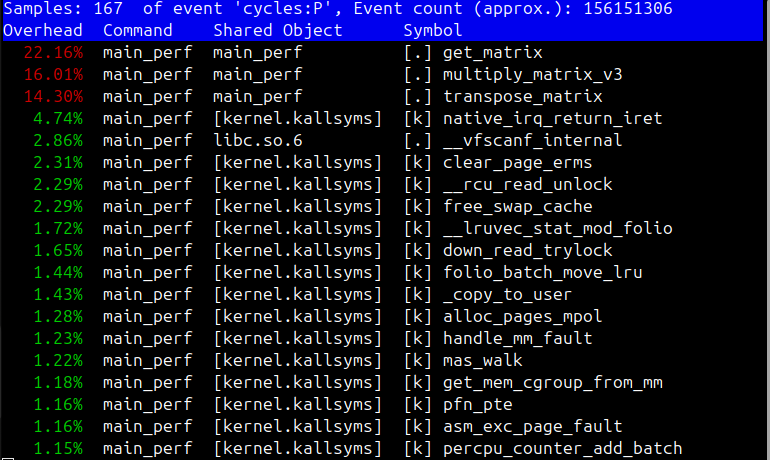 Samples: 167  of event 'cycles:P', Event count (approx.): 156151306
Overhead  Command    Shared Object      Symbol
22.16%  main_perf  main_perf          [.] get_matrix
16.01%  main_perf  main_perf          [.] multiply_matrix_v3
14.30%  main_perf  main_perf          [.] transpose_matrix
4.74%  main_perf  [kernel.kallsyms]  [k] native_irq_return_iret
2.86%  main_perf  libc.so.6          [.] __vfscanf_internal
2.31%  main_perf  [kernel.kallsyms]  [k] clear_page_erms
2.29%  main_perf  [kernel.kallsyms]  [k] __rcu_read_unlock
2.29%  main_perf  [kernel.kallsyms]  [k] free_swap_cache
1.72%  main_perf  [kernel.kallsyms]  [k] __lruvec_stat_mod_folio
1.65%  main_perf  [kernel.kallsyms]  [k] down_read_trylock
1.44%  main_perf  [kernel.kallsyms]  [k] folio_batch_move_lru
1.43%  main_perf  [kernel.kallsyms]  [k] _copy_to_user
1.28%  main_perf  [kernel.kallsyms]  [k] alloc_pages_mpol
1.23%  main_perf  [kernel.kallsyms]  [k] handle_mm_fault
1.22%  main_perf  [kernel.kallsyms]  [k] mas_walk
1.18%  main_perf  [kernel.kallsyms]  [k] get_mem_cgroup_from_mm
1.16%  main_perf  [kernel.kallsyms]  [k] pfn_pte
1.16%  main_perf  [kernel.kallsyms]  [k] asm_exc_page_fault
1.15%  main_perf  [kernel.kallsyms]  [k] percpu_counter_add_batch